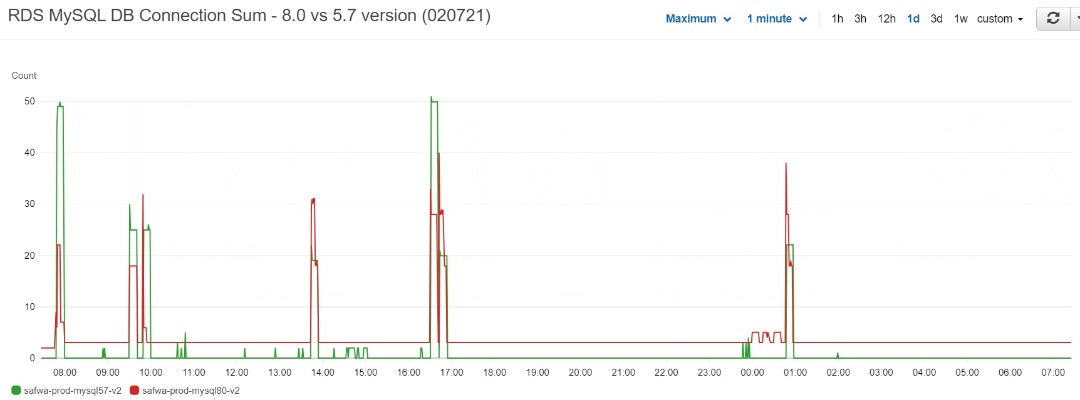 RDS MySQL DB Connection Sum - 8.0 vs 5.7 version (020721)
Maximum 1 minute 1h 3h 12h 1d 3d 1w custom
Count
50
40
30
20
10
0
08:00 09:00 10:00 11:00 12:00 13:00 14:00 15:00 16:00 17:00 18:00 19:00 20:00 21:00 22:00 23:00 00:00 01:00 02:00 03:00 04:00 05:00 06:00 07:00
safwa-prod-mysql57-v2 safwa-prod-mysql80-v2